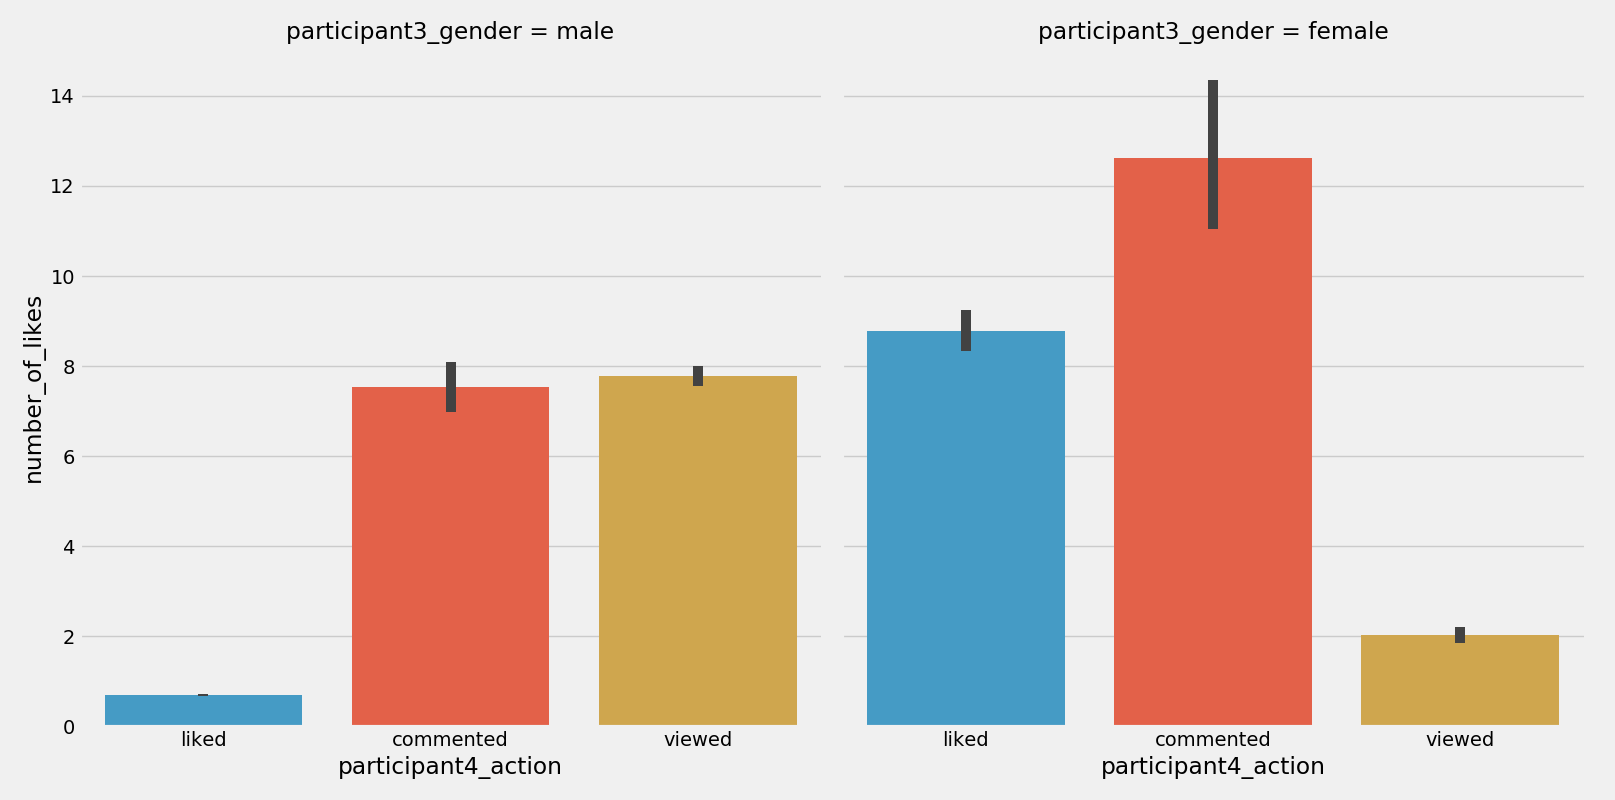 participant3_gender = male
participant3_gender = female
number_of_likes
14
12
10
8
6
4
2
0
liked commented viewed
participant4_action
liked commented viewed
participant4_action